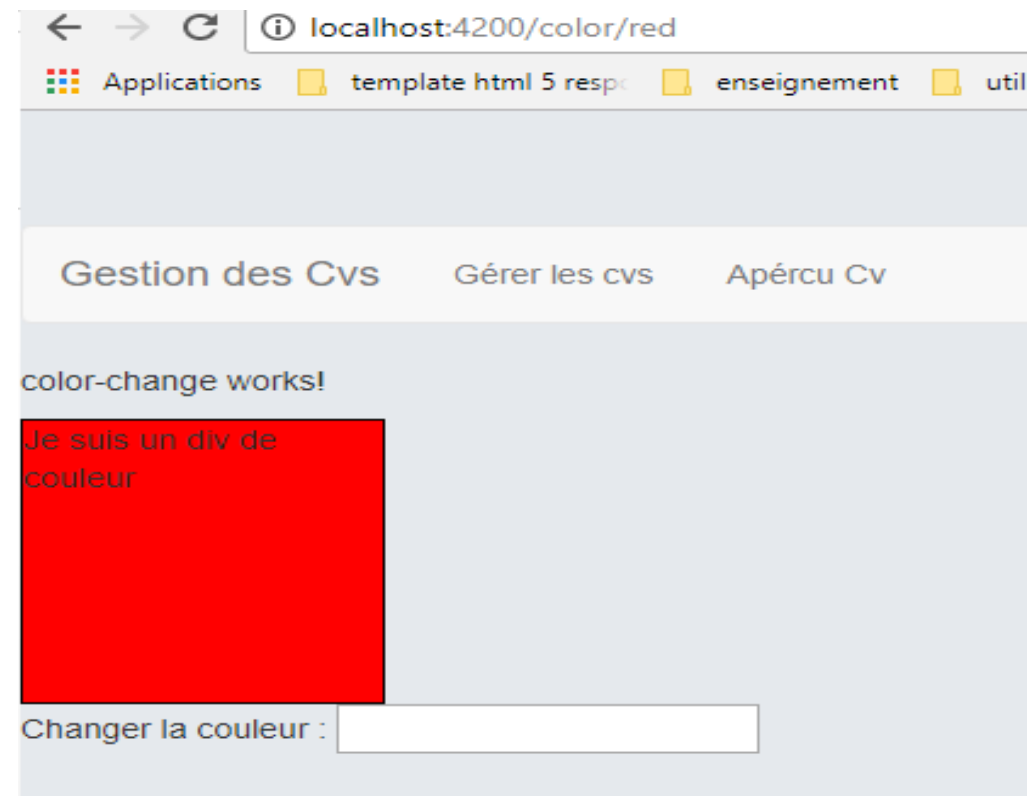 localhost:4200/color/red
Applications template html 5 resp enseignement util
Gestion des Cvs Gérer les cvs Apércu Cv
color-change works!
Je suis un div de
couleur
Changer la couleur :